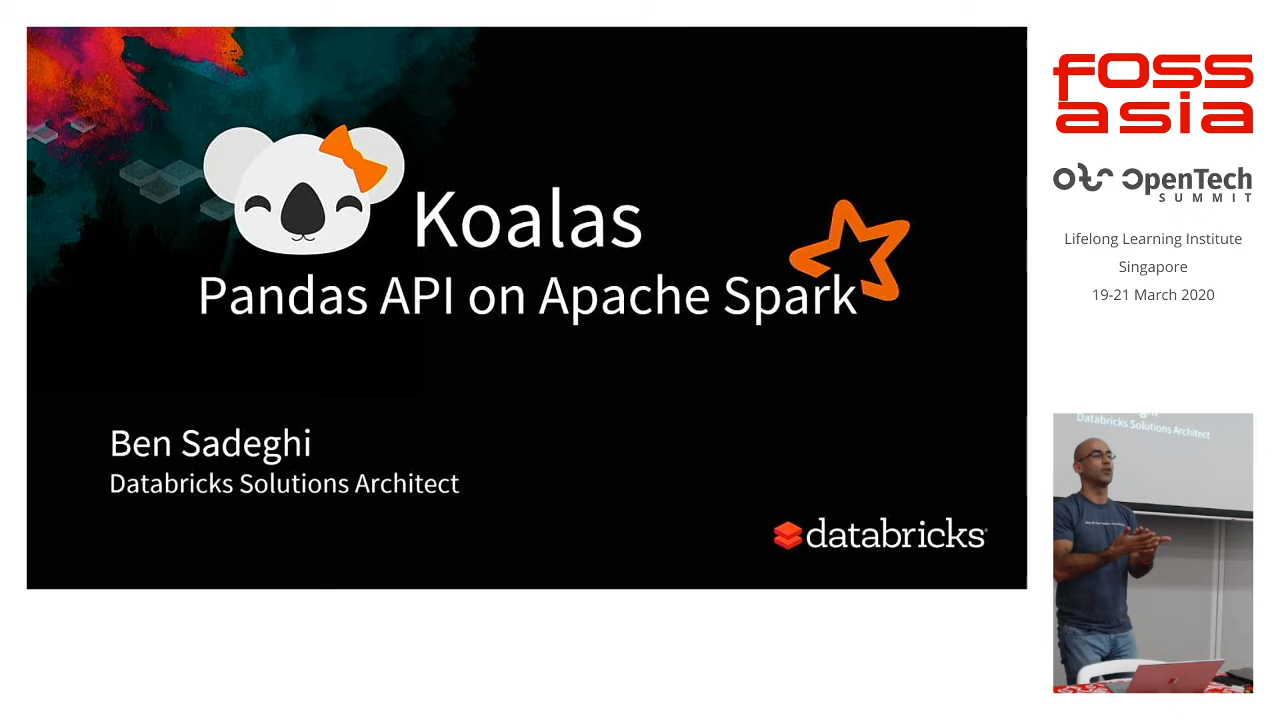 Koalas
Pandas API on Apache Spark
Ben Sadeghi
Databricks Solutions Architect
databricks
foss
asia
OpenTech
SUMMIT
Lifelong Learning Institute
Singapore
19-21 March 2020
Databricks Solutions Architect